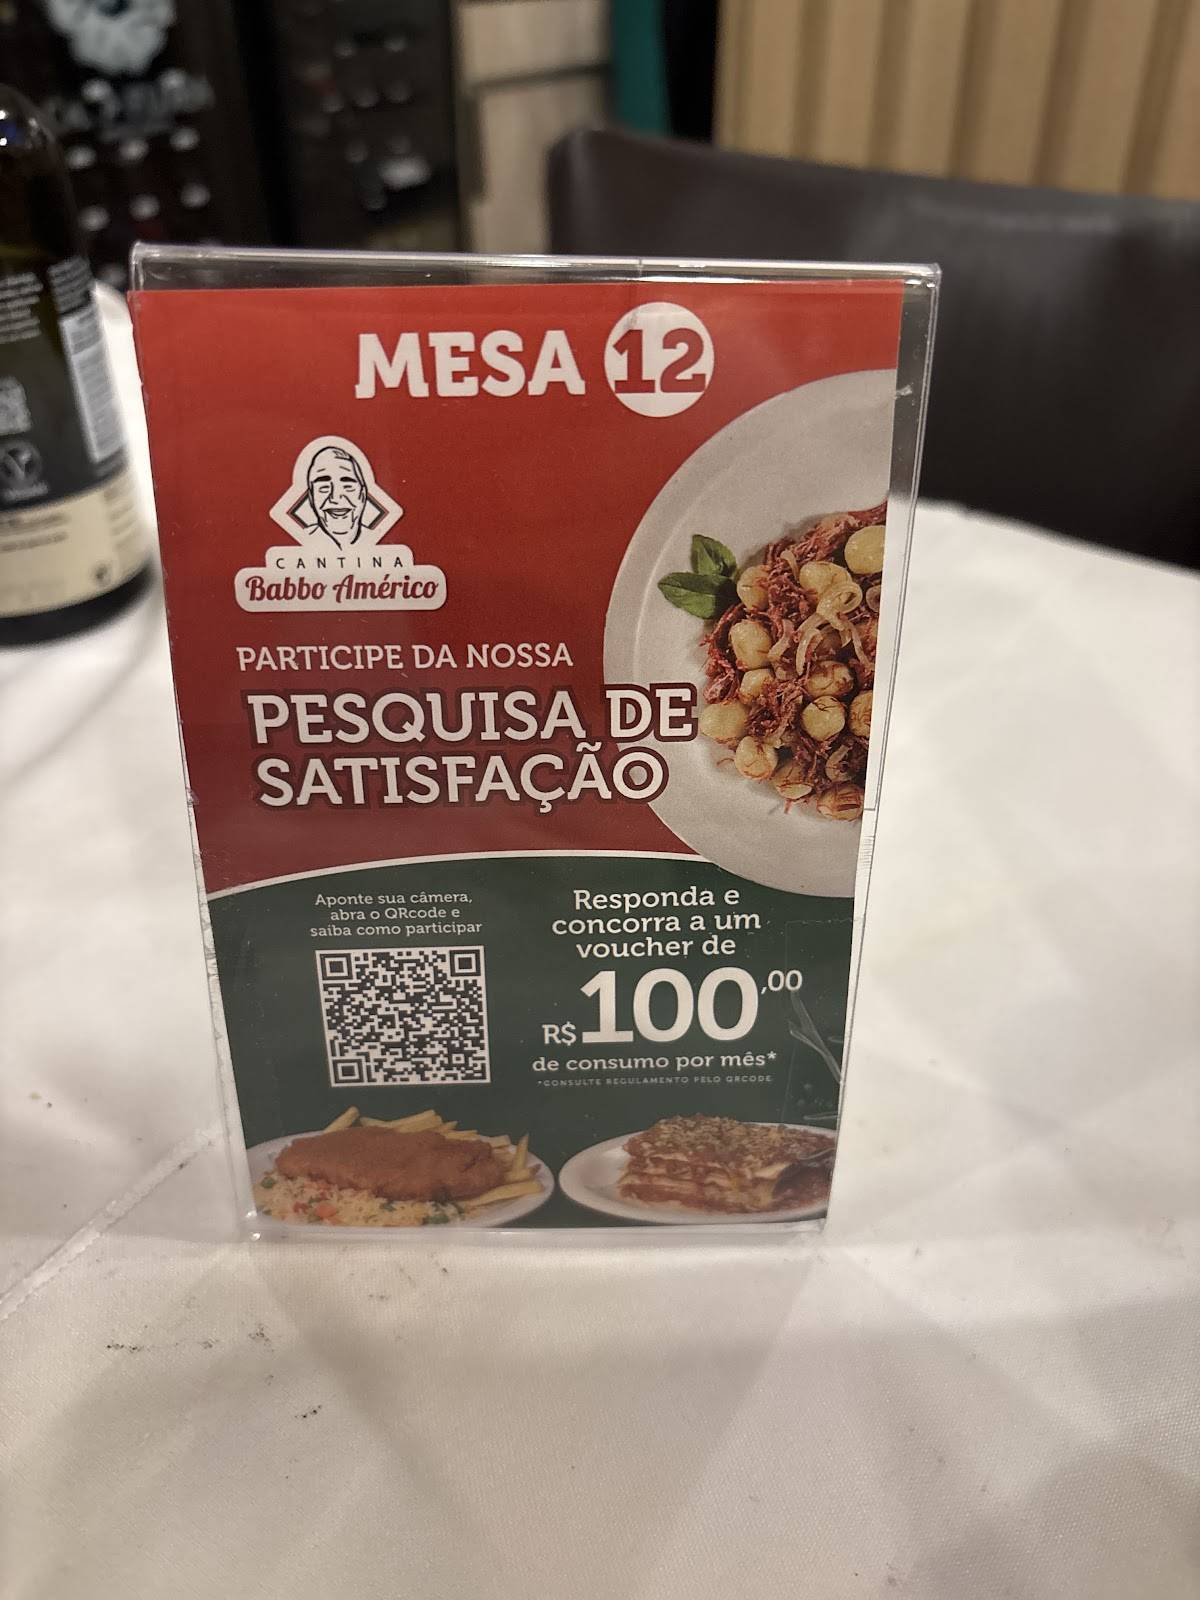 MESA 12
CANTINA
Babbo Américo
PARTICIPE DA NOSSA
PESQUISA DE
SATISFAÇÃO
Aponte sua câmera,
abra o QRcode e
saiba como participar
Responda e
concorra a um
voucher de
R$100,00
de consumo por mês*
*CONSULTE REGULAMENTO PELO QRCODE